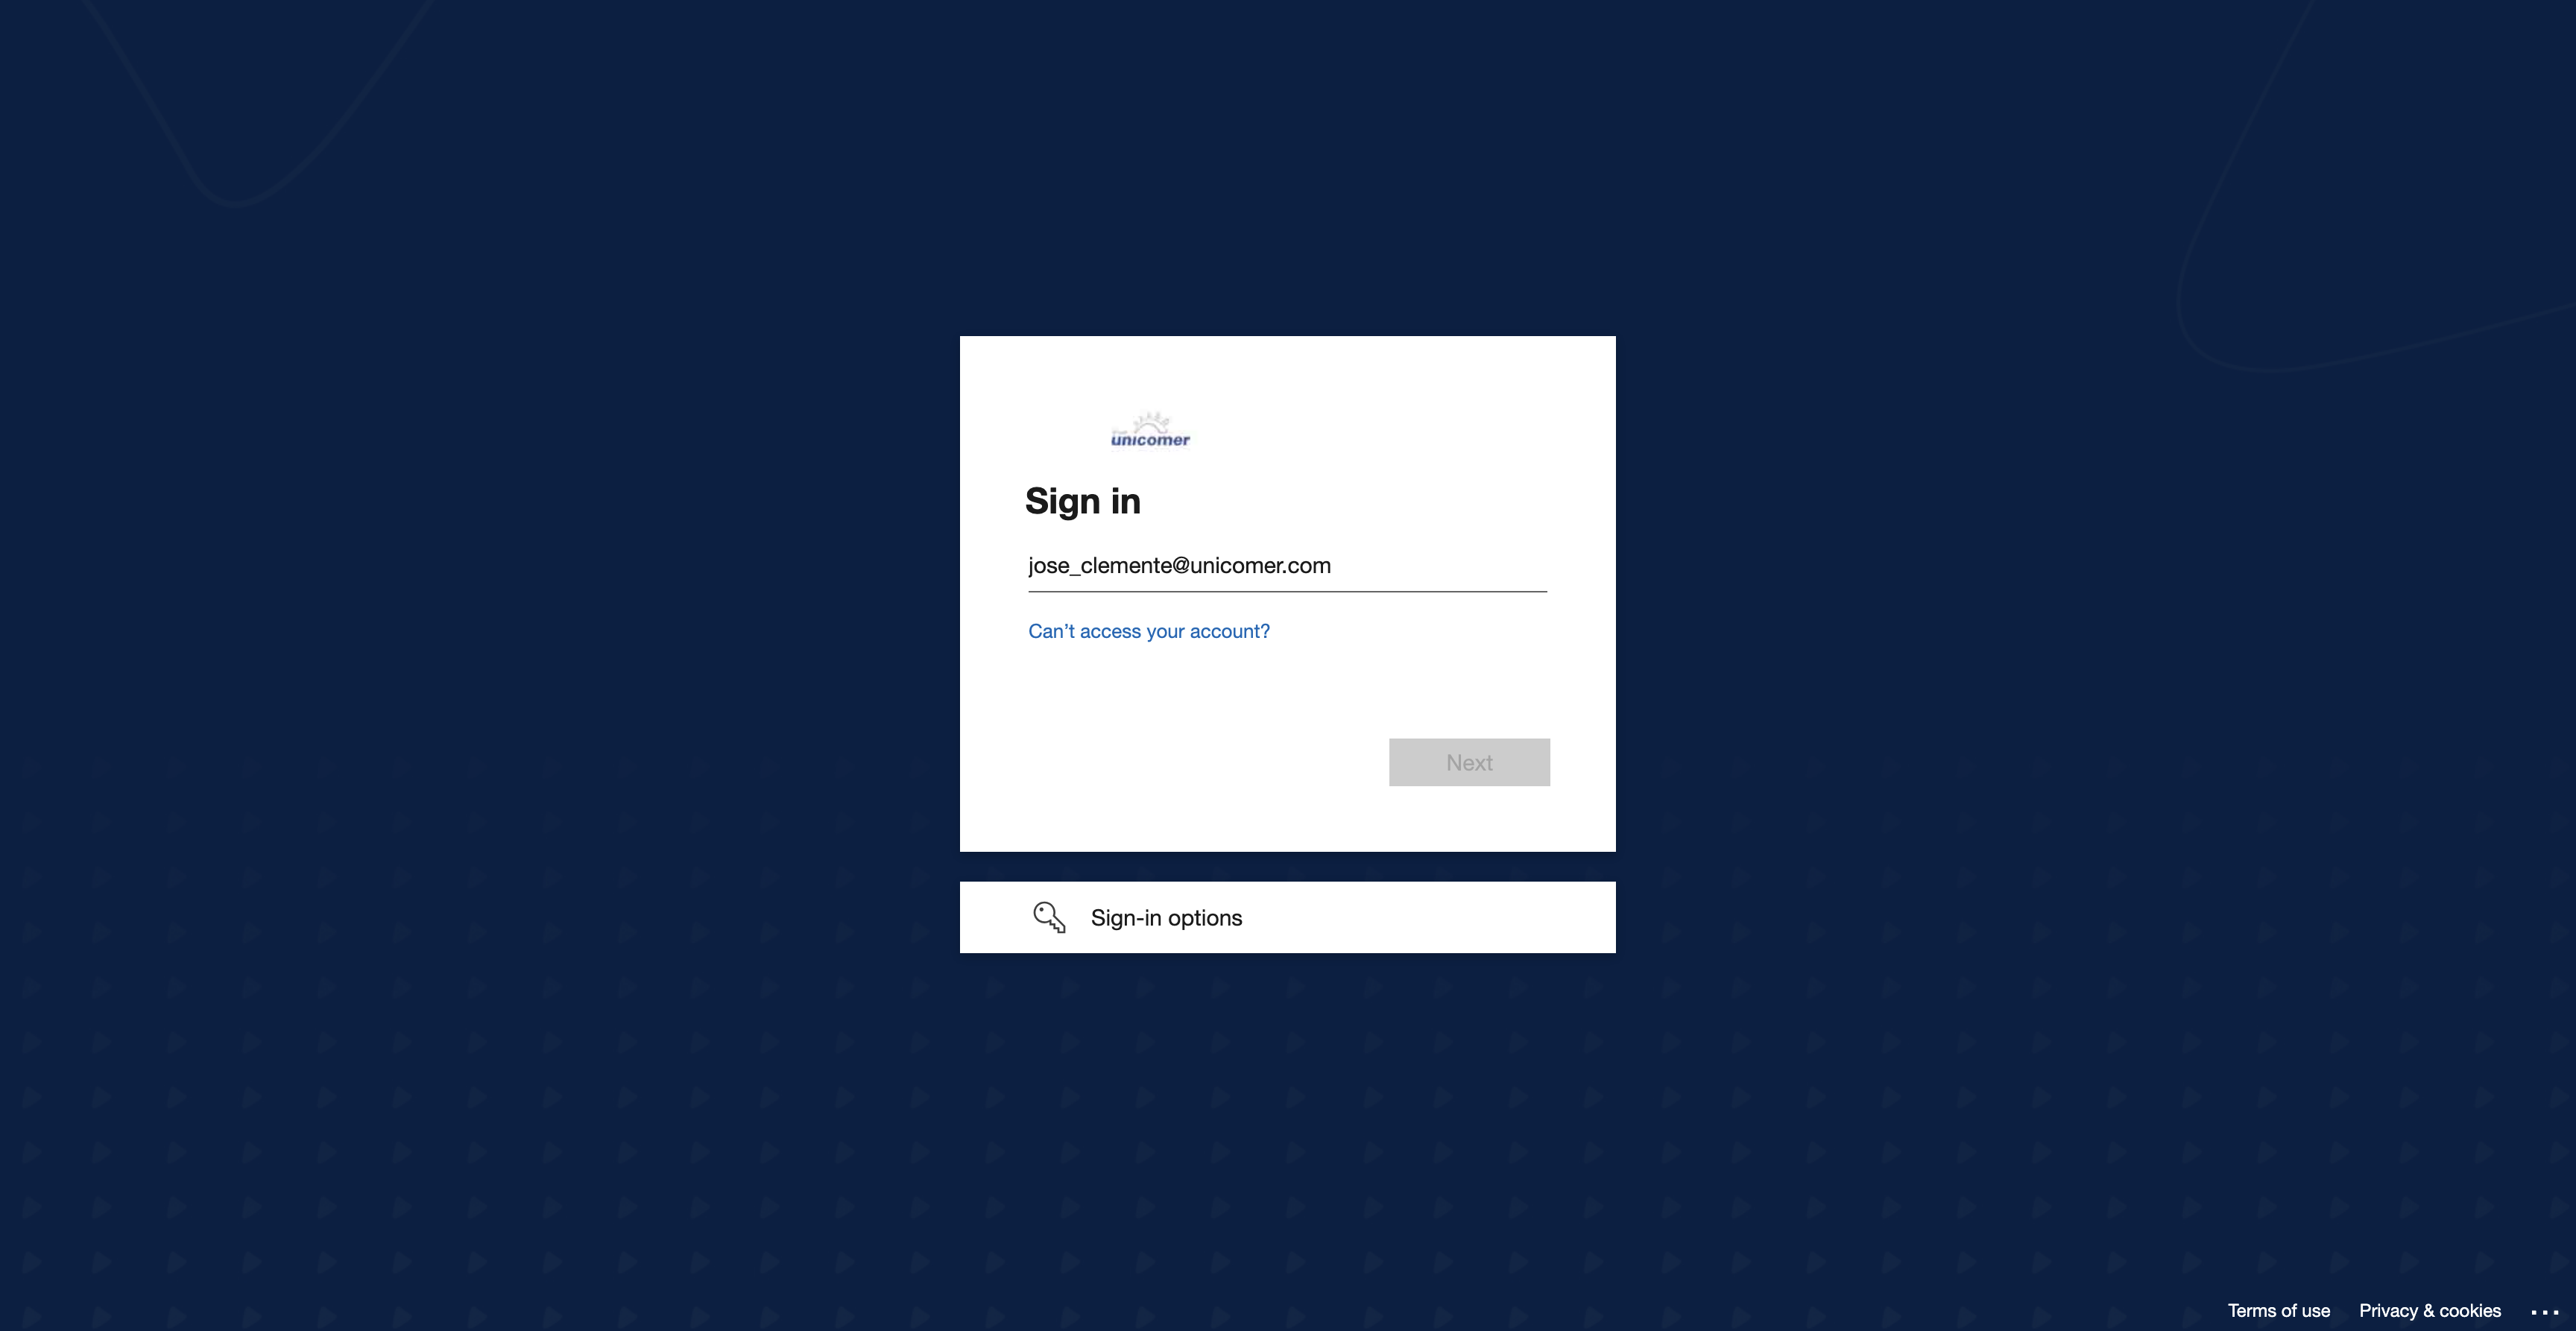 unicomer
Sign in
jose_clemente@unicomer.com
Can't access your account?
Next
Sign-in options
Terms of use Privacy & cookies ...